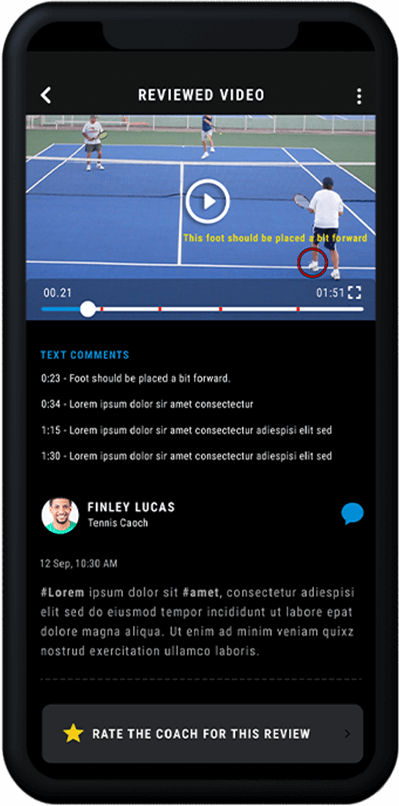 REVIEWED VIDEO
This foot should be placed a bit forward
00.21
01:51
TEXT COMMENTS
0:23 - Foot should be placed a bit forward.
0:34 - Lorem ipsum dolor sir amet consectetur
1:15 - Lorem ipsum dolor sir amet consectetur adiespisi elit sed
1:30 - Lorem ipsum dolor sir amet consectetur adiespisi elit sed
FINLEY LUCAS
Tennis Caoch
12 Sep, 10:30 AM
#Lorem ipsum dolor sit #amet, consectetur adiespisi
elit sed do eiusmod tempor incididunt ut labore epat
dolore magna aliqua. Ut enim ad minim veniam quixz
nostrud exercitation ullamco laboris.
RATE THE COACH FOR THIS REVIEW